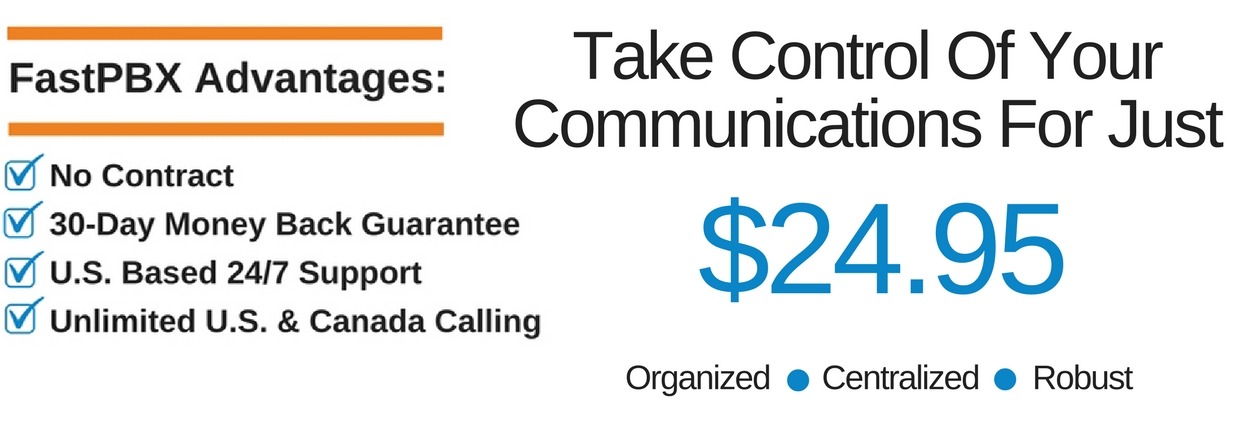 FastPBX Advantages:
No Contract
30-Day Money Back Guarantee
U.S. Based 24/7 Support
Unlimited U.S. & Canada Calling
Take Control Of Your
Communications For Just
$24.95
Organized ● Centralized ● Robust